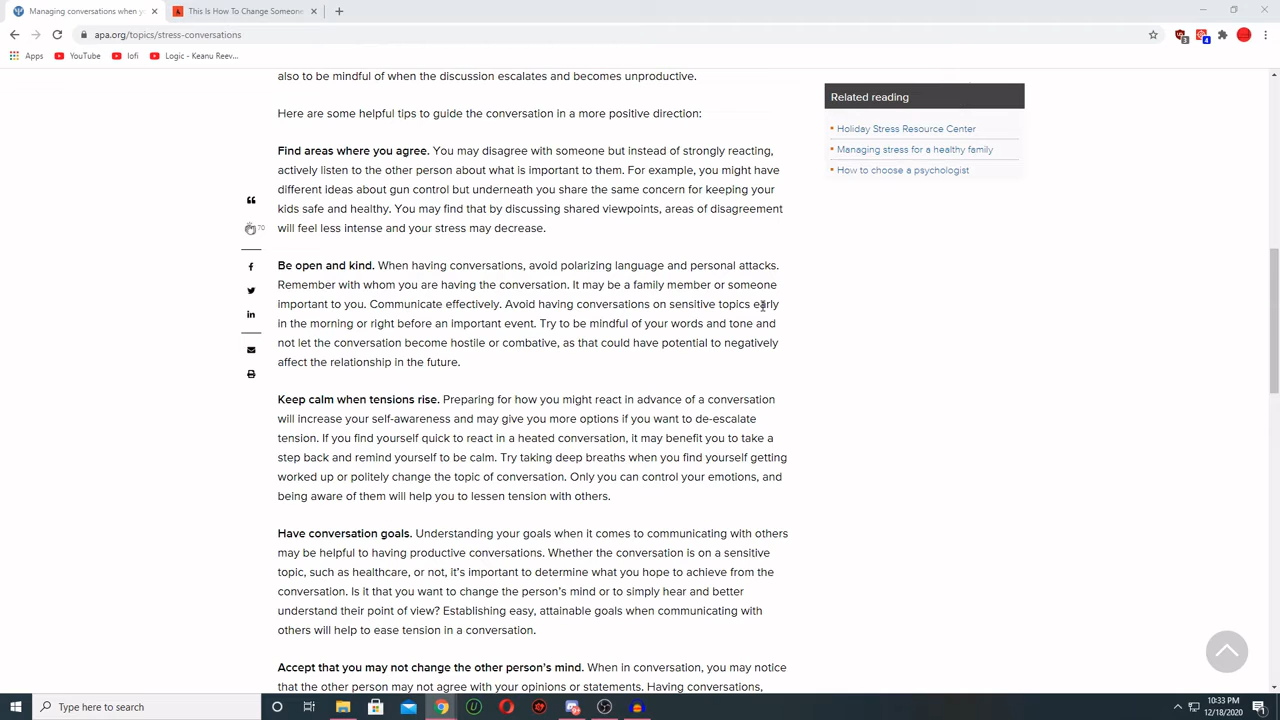 Managing conversations when y
This Is How To Change Someone
apa.org/topics/stress-conversations
Apps
YouTube
lofi
Logic - Keanu Reev...
3
4
also to be mindful of when the discussion escalates and becomes unproductive.
Here are some helpful tips to guide the conversation in a more positive direction:
Find areas where you agree. You may disagree with someone but instead of strongly reacting,
actively listen to the other person about what is important to them. For example, you might have
different ideas about gun control but underneath you share the same concern for keeping your
kids safe and healthy. You may find that by discussing shared viewpoints, areas of disagreement
will feel less intense and your stress may decrease.
70
Be open and kind. When having conversations, avoid polarizing language and personal attacks.
Remember with whom you are having the conversation. It may be a family member or someone
important to you. Communicate effectively. Avoid having conversations on sensitive topics early
in the morning or right before an important event. Try to be mindful of your words and tone and
not let the conversation become hostile or combative, as that could have potential to negatively
affect the relationship in the future.
Keep calm when tensions rise. Preparing for how you might react in advance of a conversation
will increase your self-awareness and may give you more options if you want to de-escalate
tension. If you find yourself quick to react in a heated conversation, it may benefit you to take a
step back and remind yourself to be calm. Try taking deep breaths when you find yourself getting
worked up or politely change the topic of conversation. Only you can control your emotions, and
being aware of them will help you to lessen tension with others.
Have conversation goals. Understanding your goals when it comes to communicating with others
may be helpful to having productive conversations. Whether the conversation is on a sensitive
topic, such as healthcare, or not, it's important to determine what you hope to achieve from the
conversation. Is it that you want to change the person's mind or to simply hear and better
understand their point of view? Establishing easy, attainable goals when communicating with
others will help to ease tension in a conversation.
Accept that you may not change the other person's mind. When in conversation, you may notice
that the other person may not agree with your opinions or statements. Having conversations,
Related reading
Holiday Stress Resource Center
Managing stress for a healthy family
How to choose a psychologist
Type here to search
10:33 PM
12/18/2020